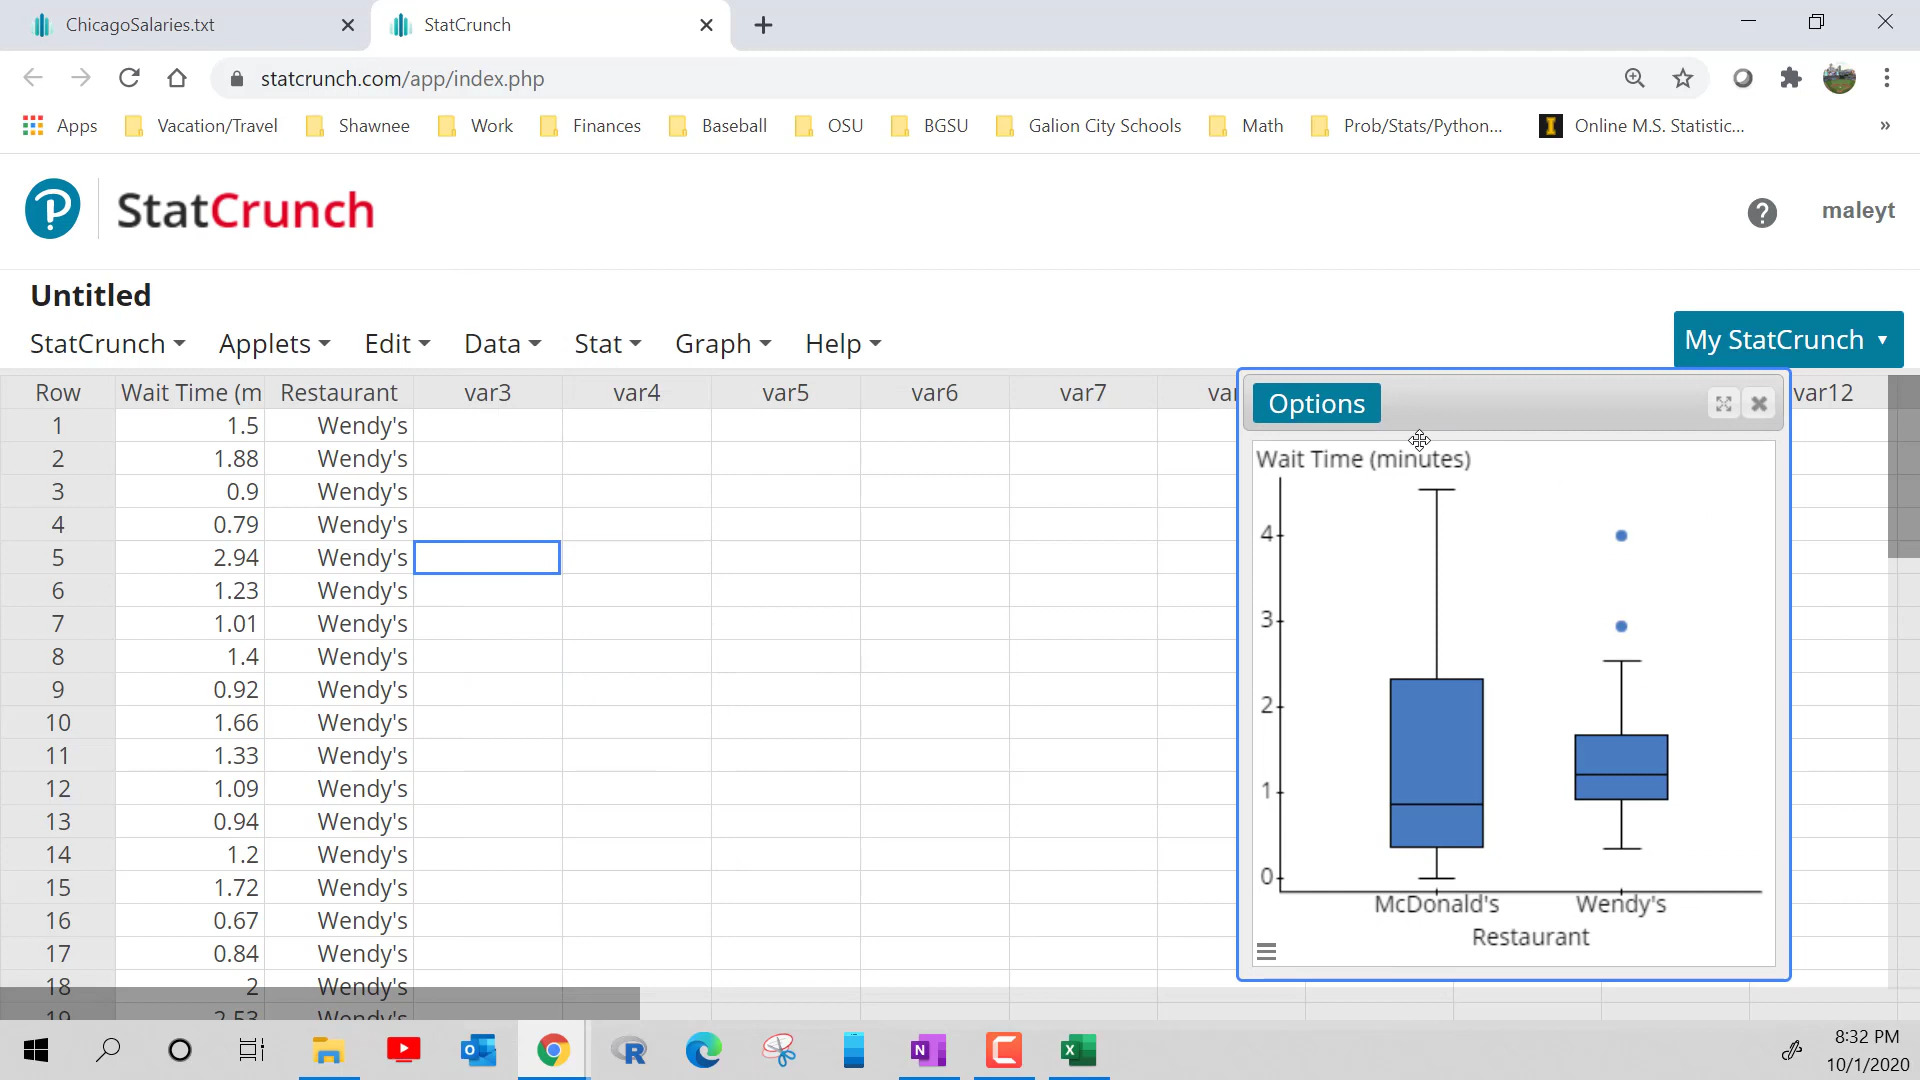 ChicagoSalaries.txt
StatCrunch
statcrunch.com/app/index.php
Apps Vacation/Travel Shawnee Work Finances Baseball OSU BGSU Galion City Schools Math Prob/Stats/Python... Online M.S. Statistic... »
P StatCrunch
? maleyt
Untitled
StatCrunch Applets Edit Data Stat Graph Help
My StatCrunch
Row Wait Time (m Restaurant var3 var4 var5 var6 var7 va var12
1 1.5 Wendy's
2 1.88 Wendy's
3 0.9 Wendy's
4 0.79 Wendy's
5 2.94 Wendy's
6 1.23 Wendy's
7 1.01 Wendy's
8 1.4 Wendy's
9 0.92 Wendy's
10 1.66 Wendy's
11 1.33 Wendy's
12 1.09 Wendy's
13 0.94 Wendy's
14 1.2 Wendy's
15 1.72 Wendy's
16 0.67 Wendy's
17 0.84 Wendy's
18 2 Wendy's
19 2.53 Wendy's
Options
Wait Time (minutes)
4
3
2
1
0
McDonald's Wendy's
Restaurant
8:32 PM
10/1/2020